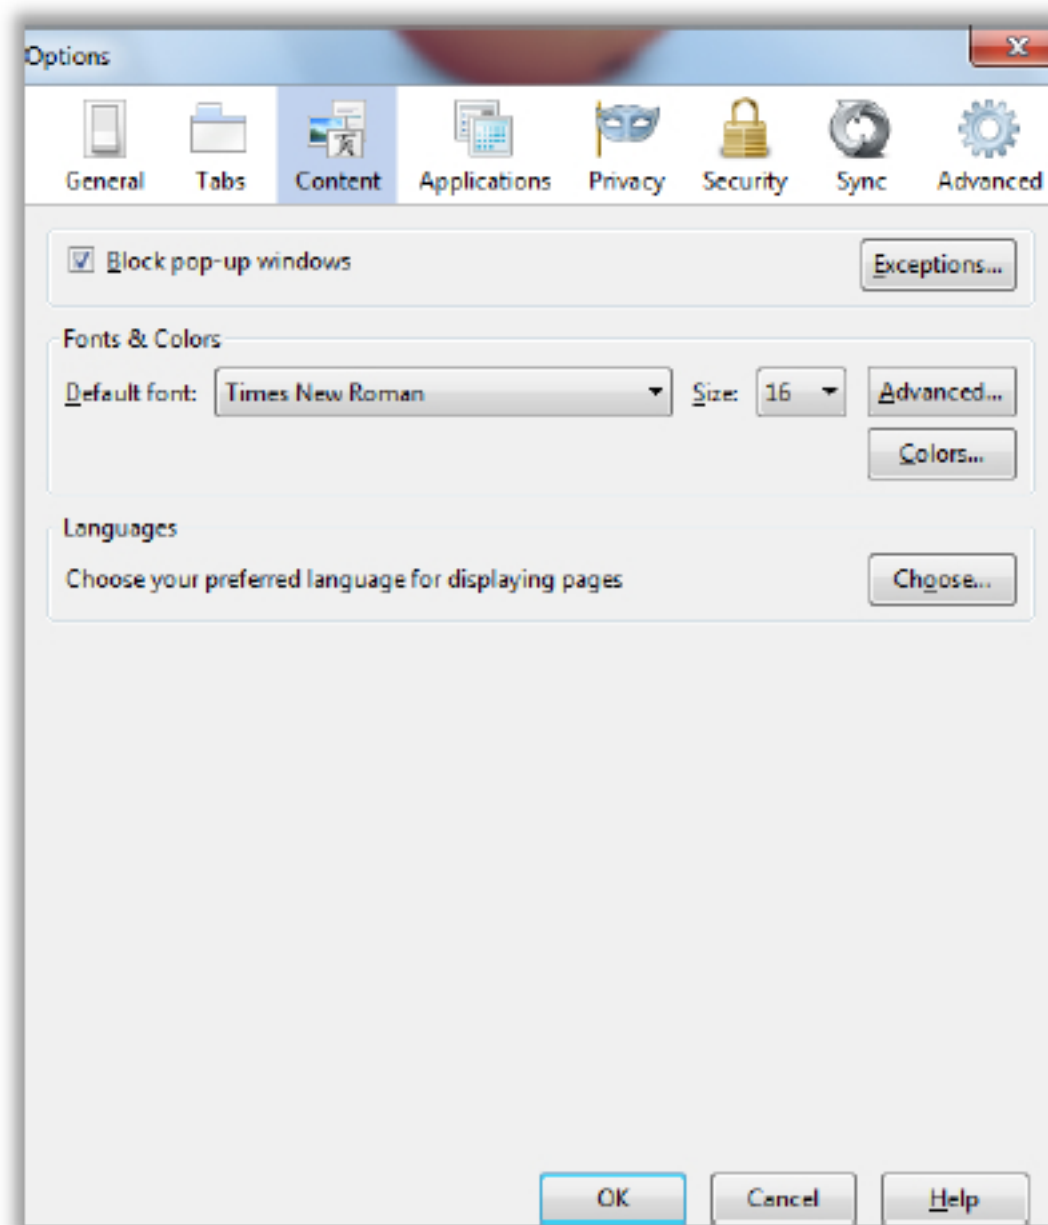 Options
General Tabs Content Applications Privacy Security Sync Advanced
Block pop-up windows Exceptions...
Fonts & Colors
Default font: Times New Roman Size: 16 Advanced...
Colors...
Languages
Choose your preferred language for displaying pages Choose...
OK Cancel Help